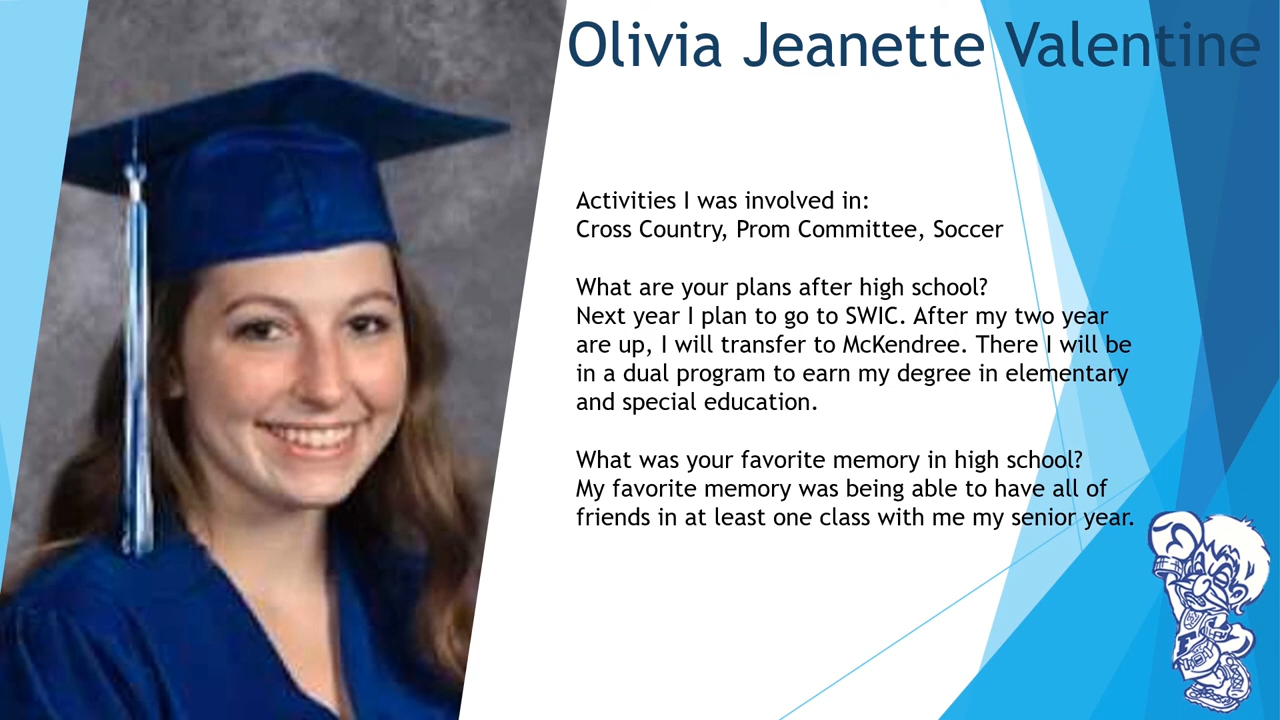 Olivia Jeanette Valentine
Activities I was involved in:
Cross Country, Prom Committee, Soccer
What are your plans after high school?
Next year I plan to go to SWIC. After my two year
are up, I will transfer to McKendree. There I will be
in a dual program to earn my degree in elementary
and special education.
What was your favorite memory in high school?
My favorite memory was being able to have all of
friends in at least one class with me my senior year.